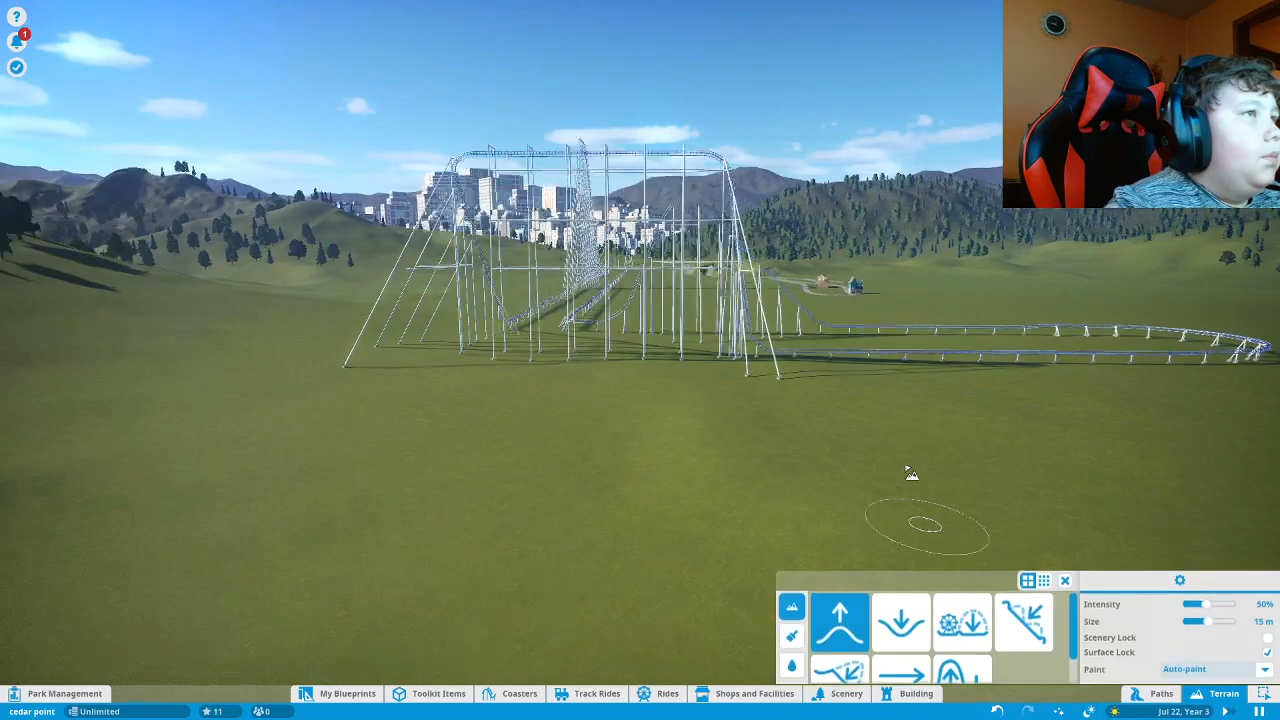 ?
1
Intensity 50%
Size 15 m
Scenery Lock
Surface Lock
Paint Auto-paint
Park Management My Blueprints Toolkit Items Coasters Track Rides Rides Shops and Facilities Scenery Building Paths Terrain
cedar point Unlimited 11 0 Jul 22, Year 3